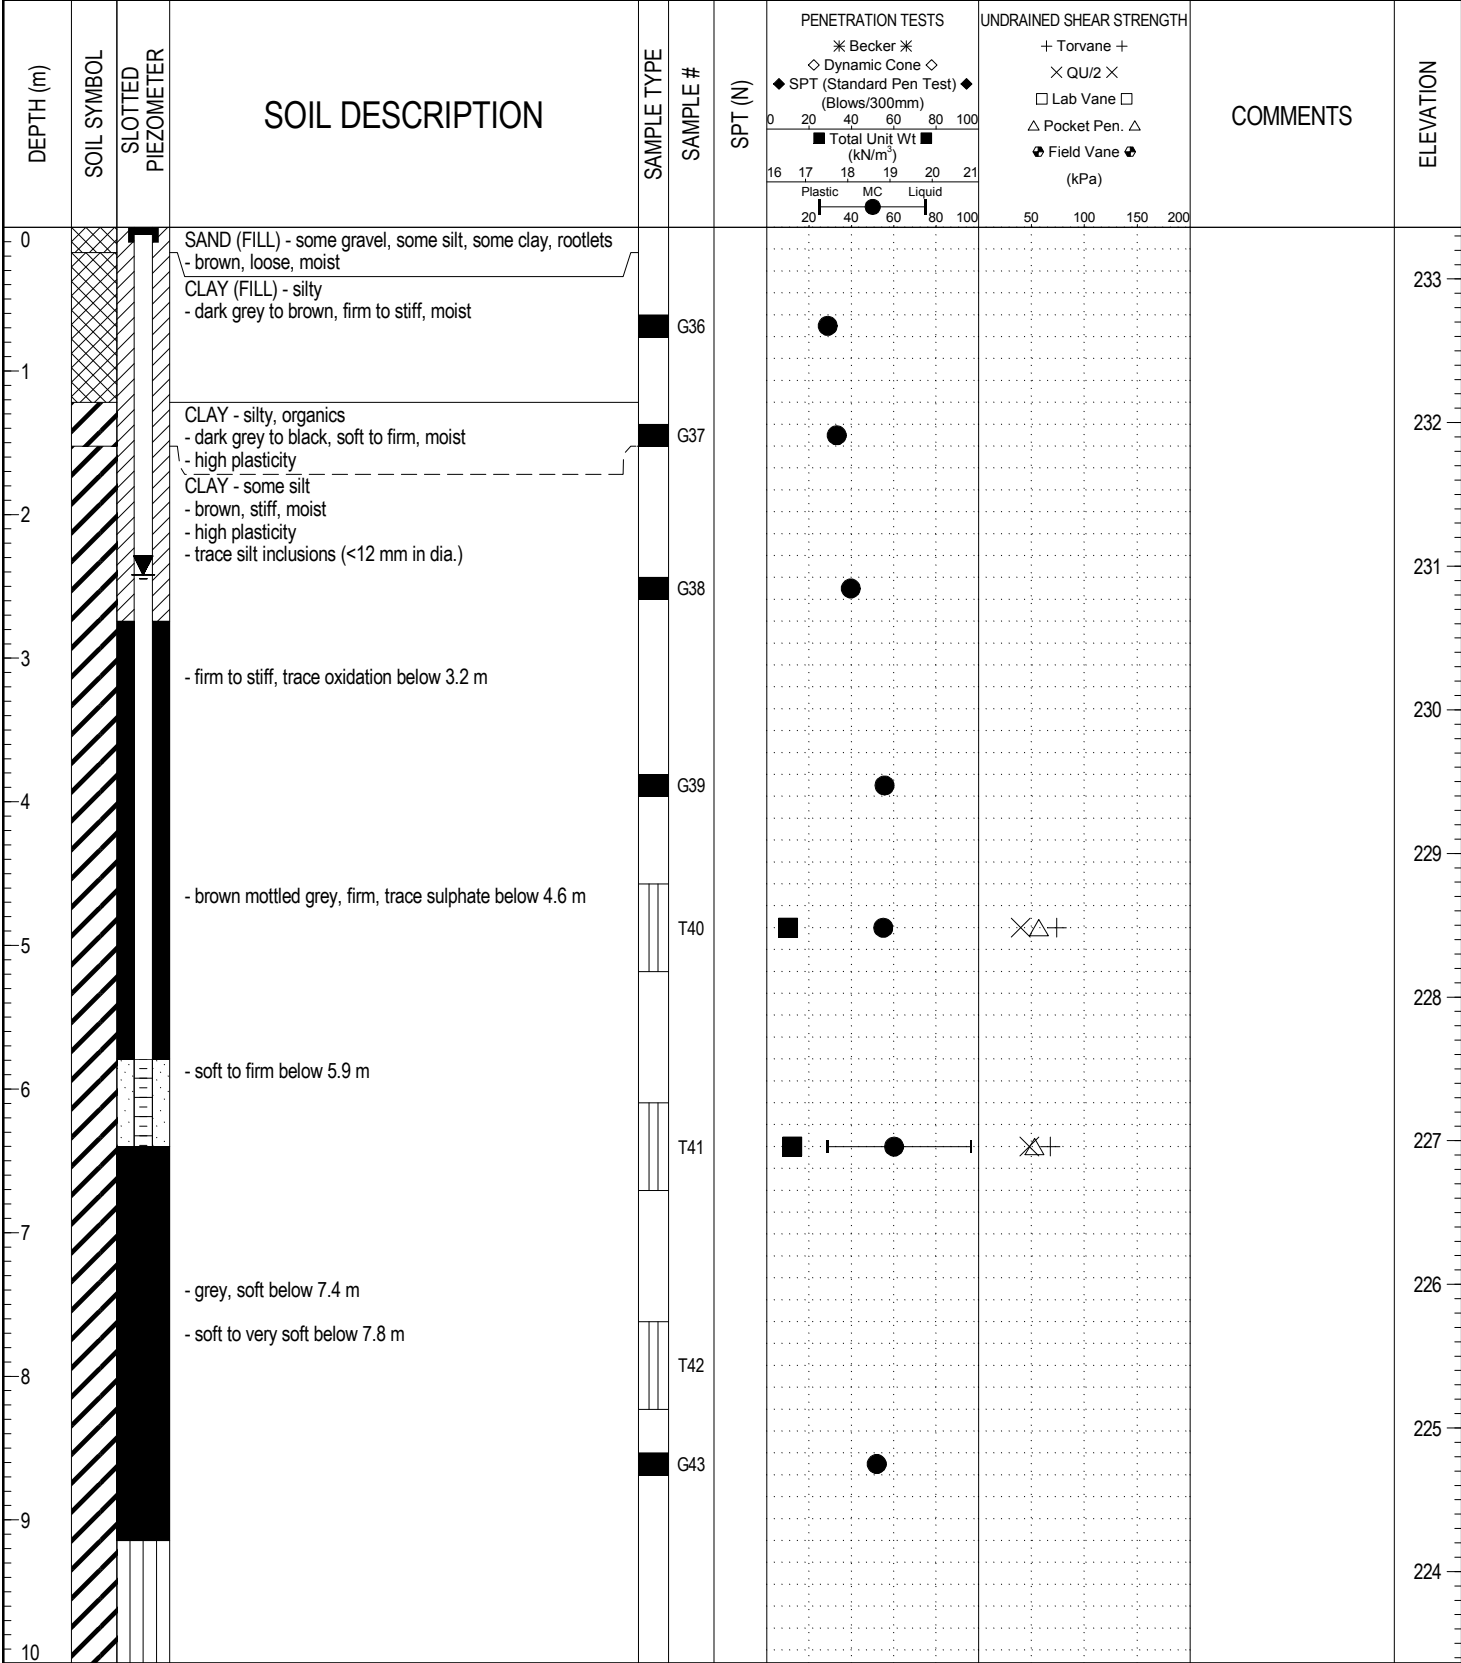 DEPTH (m)
SOIL SYMBOL
SLOTTED
PIEZOMETER
SOIL DESCRIPTION
SAMPLE TYPE
SAMPLE #
SPT (N)
PENETRATION TESTS
✳ Becker ✳
◇ Dynamic Cone ◇
◆ SPT (Standard Pen Test) ◆
(Blows/300mm)
0 20 40 60 80 100
■ Total Unit Wt ■
(kN/m³)
16 17 18 19 20 21
Plastic MC Liquid
20 40 60 80 100
UNDRAINED SHEAR STRENGTH
+ Torvane +
× QU/2 ×
□ Lab Vane □
△ Pocket Pen. △
Field Vane
(kPa)
50 100 150 200
COMMENTS
ELEVATION
0
SAND (FILL) - some gravel, some silt, some clay, rootlets
- brown, loose, moist
233
CLAY (FILL) - silty
- dark grey to brown, firm to stiff, moist
G36
1
CLAY - silty, organics
232
- dark grey to black, soft to firm, moist
G37
- high plasticity
CLAY - some silt
- brown, stiff, moist
2
- high plasticity
- trace silt inclusions (<12 mm in dia.)
231
G38
3
- firm to stiff, trace oxidation below 3.2 m
230
G39
4
229
- brown mottled grey, firm, trace sulphate below 4.6 m
T40
5
228
- soft to firm below 5.9 m
6
227
T41
7
226
- grey, soft below 7.4 m
- soft to very soft below 7.8 m
T42
8
225
G43
9
224
10